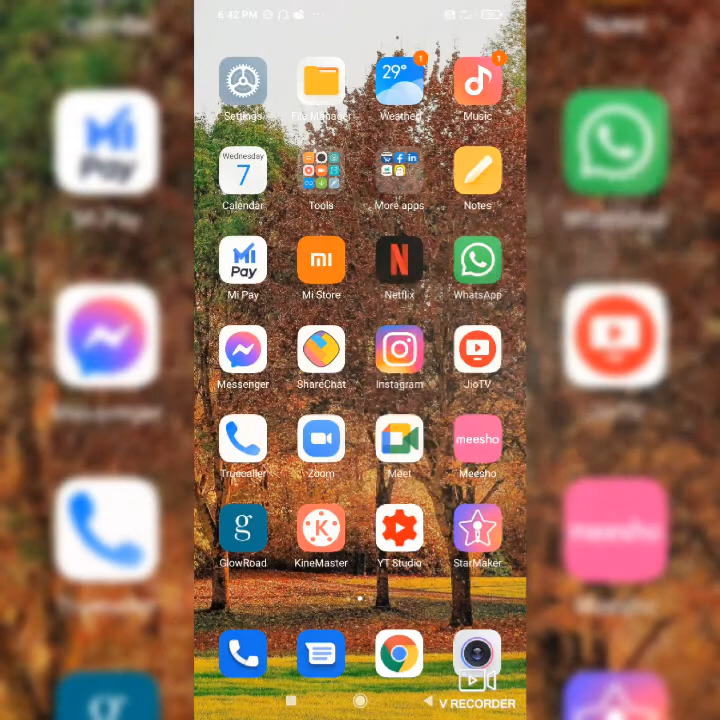 6:42 PM
29°
Settings File Manager Weather Music
Wednesday
7
Calendar Tools More apps Notes
Mi Pay
mi
N
Mi Pay Mi Store Netflix WhatsApp
Messenger ShareChat Instagram JioTV
meesho
Truecaller Zoom Meet Meesho
g
K
GlowRoad KineMaster YT Studio StarMaker
V RECORDER